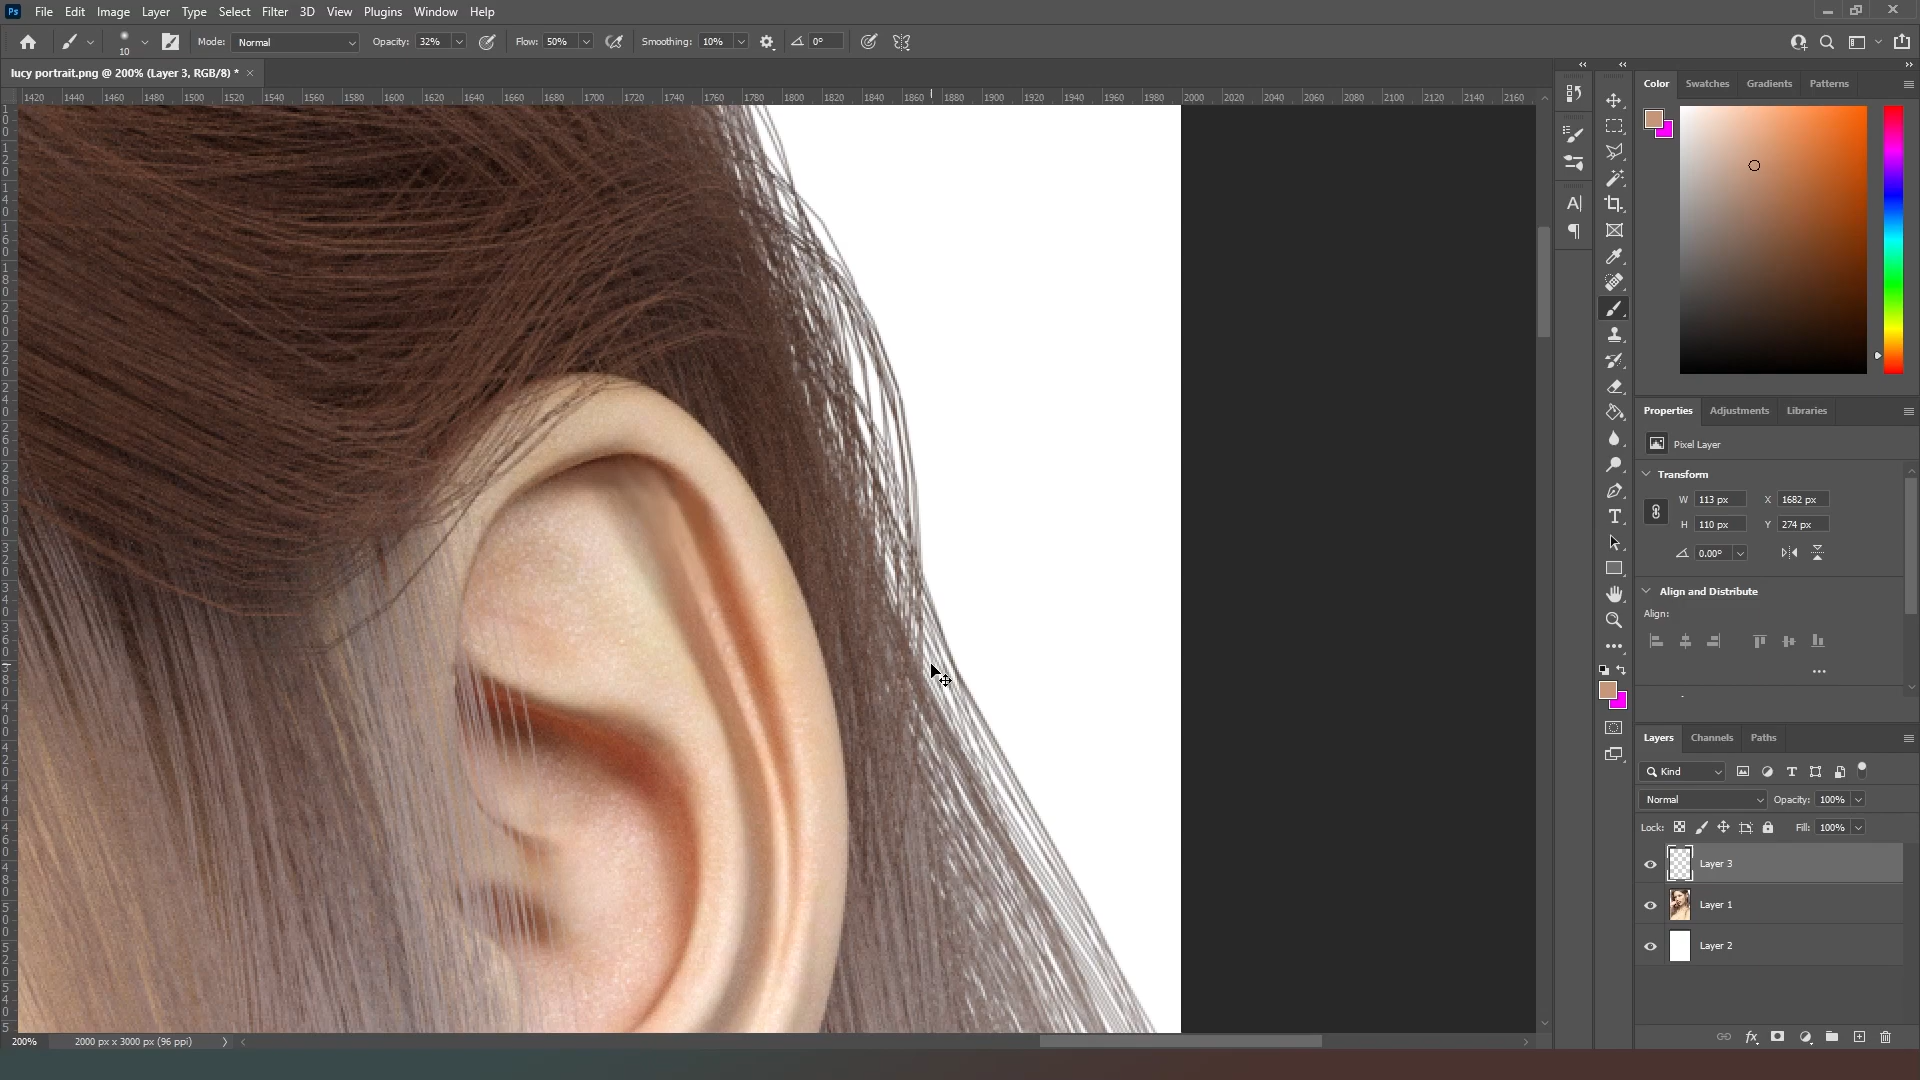 Ps File Edit Image Layer Type Select Filter 3D View Plugins Window Help
10 Mode: Normal Opacity: 32% Flow: 50% Smoothing: 10% 0°
lucy portrait.png @ 200% (Layer 3, RGB/8) * ×
1420 1440 1460 1480 1500 1520 1540 1560 1580 1600 1620 1640 1660 1680 1700 1720 1740 1760 1780 1800 1820 1840 1860 1880 1900 1920 1940 1960 1980 2000 2020 2040 2060 2080 2100 2120 2140 2160
Color Swatches Gradients Patterns
Properties Adjustments Libraries
Pixel Layer
Transform
W 113 px X 1682 px
H 110 px Y 274 px
0.00°
Align and Distribute
Align:
Layers Channels Paths
Kind
Normal Opacity: 100%
Lock: Fill: 100%
Layer 3
Layer 1
Layer 2
fx
200% 2000 px x 3000 px (96 ppi)